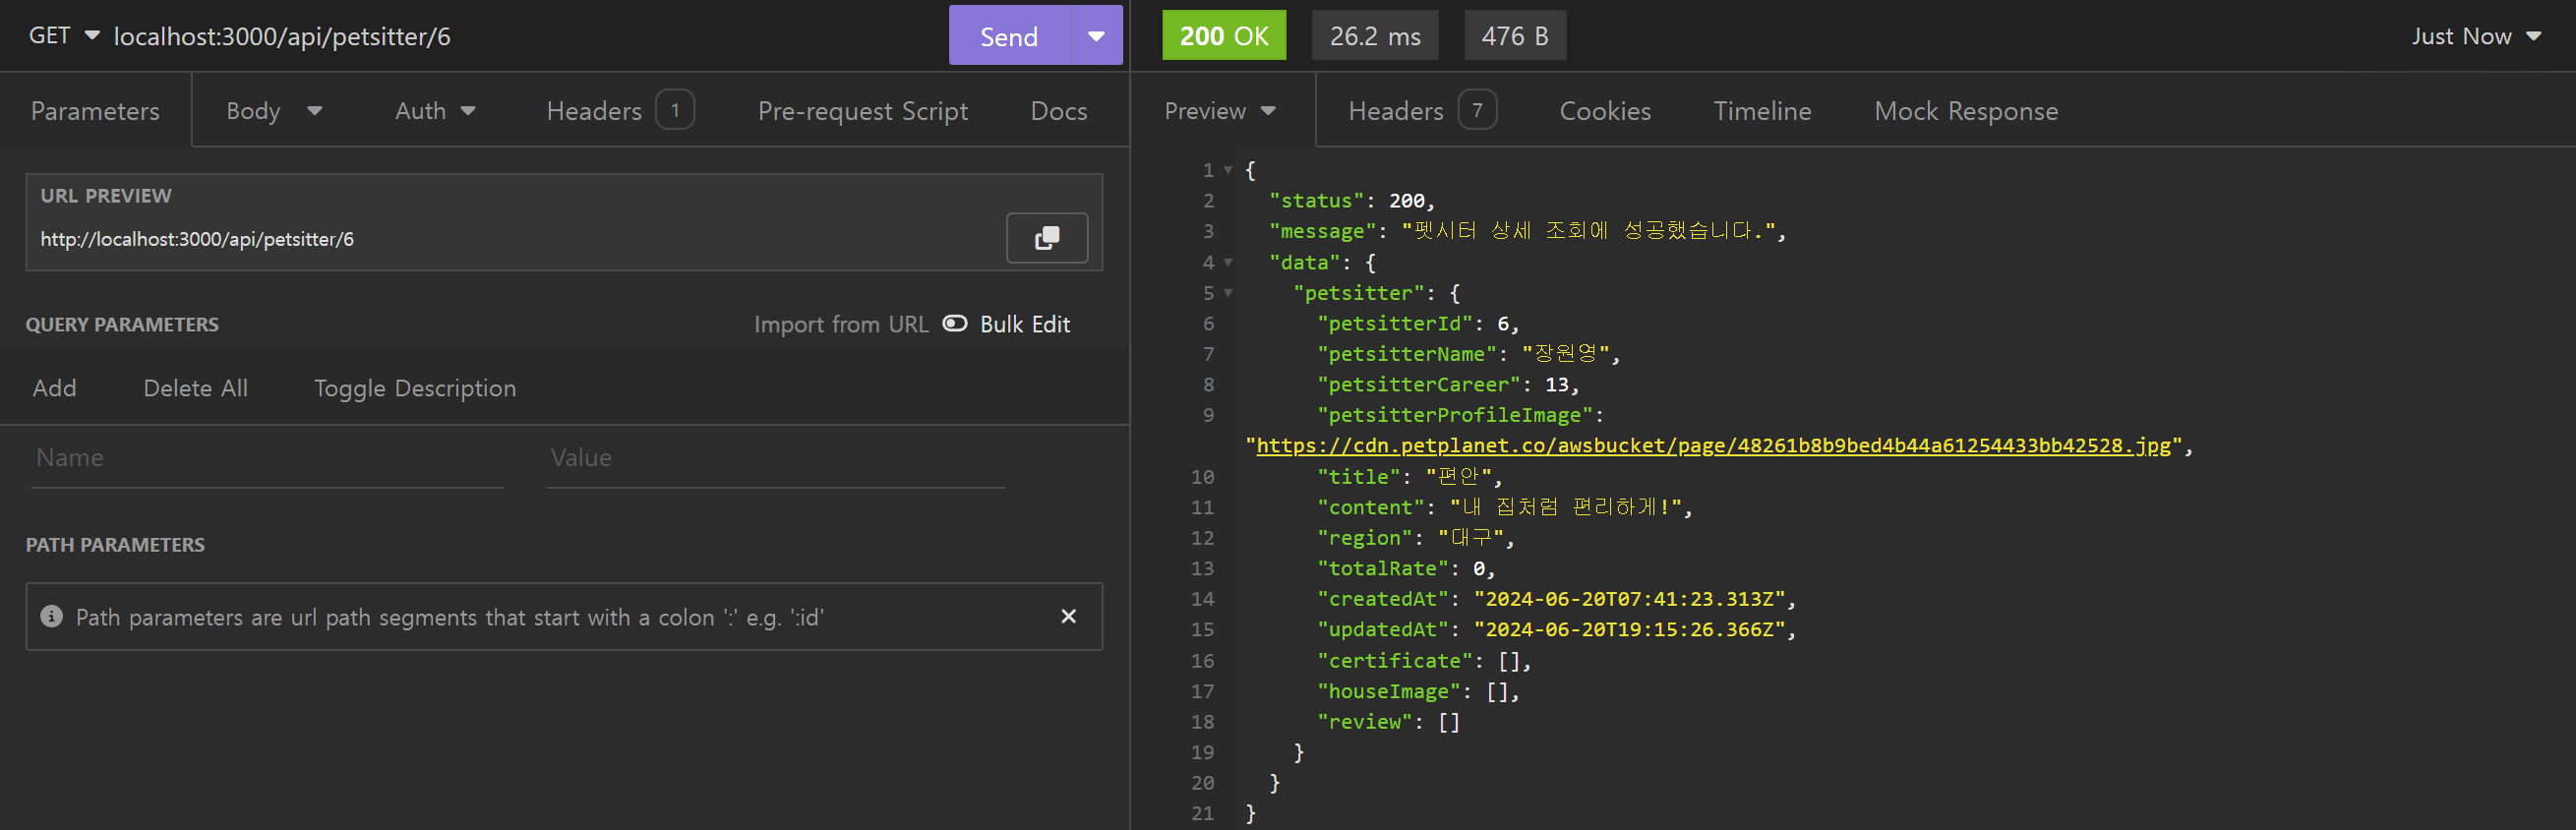 GET localhost:3000/api/petsitter/6
Send
200 OK
26.2 ms
476 B
Just Now
Parameters
Body
Auth
Headers 1
Pre-request Script
Docs
Preview
Headers 7
Cookies
Timeline
Mock Response
URL PREVIEW
http://localhost:3000/api/petsitter/6
QUERY PARAMETERS
Import from URL
Bulk Edit
Add
Delete All
Toggle Description
Name
Value
PATH PARAMETERS
Path parameters are url path segments that start with a colon ':' e.g. ':id'
1 {
2 "status": 200,
3 "message": "펫시터 상세 조회에 성공했습니다.",
4 "data": {
5 "petsitter": {
6 "petsitterId": 6,
7 "petsitterName": "장원영",
8 "petsitterCareer": 13,
9 "petsitterProfileImage":
"https://cdn.petplanet.co/awsbucket/page/48261b8b9bed4b44a61254433bb42528.jpg",
10 "title": "편안",
11 "content": "내 집처럼 편리하게!",
12 "region": "대구",
13 "totalRate": 0,
14 "createdAt": "2024-06-20T07:41:23.313Z",
15 "updatedAt": "2024-06-20T19:15:26.366Z",
16 "certificate": [],
17 "houseImage": [],
18 "review": []
19 }
20 }
21 }